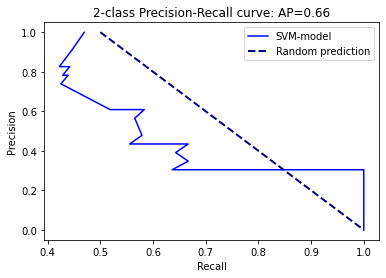 2-class Precision-Recall curve: AP=0.66
SVM-model
Random prediction
Precision
1.0
0.8
0.6
0.4
0.2
0.0
0.4 0.5 0.6 0.7 0.8 0.9 1.0
Recall